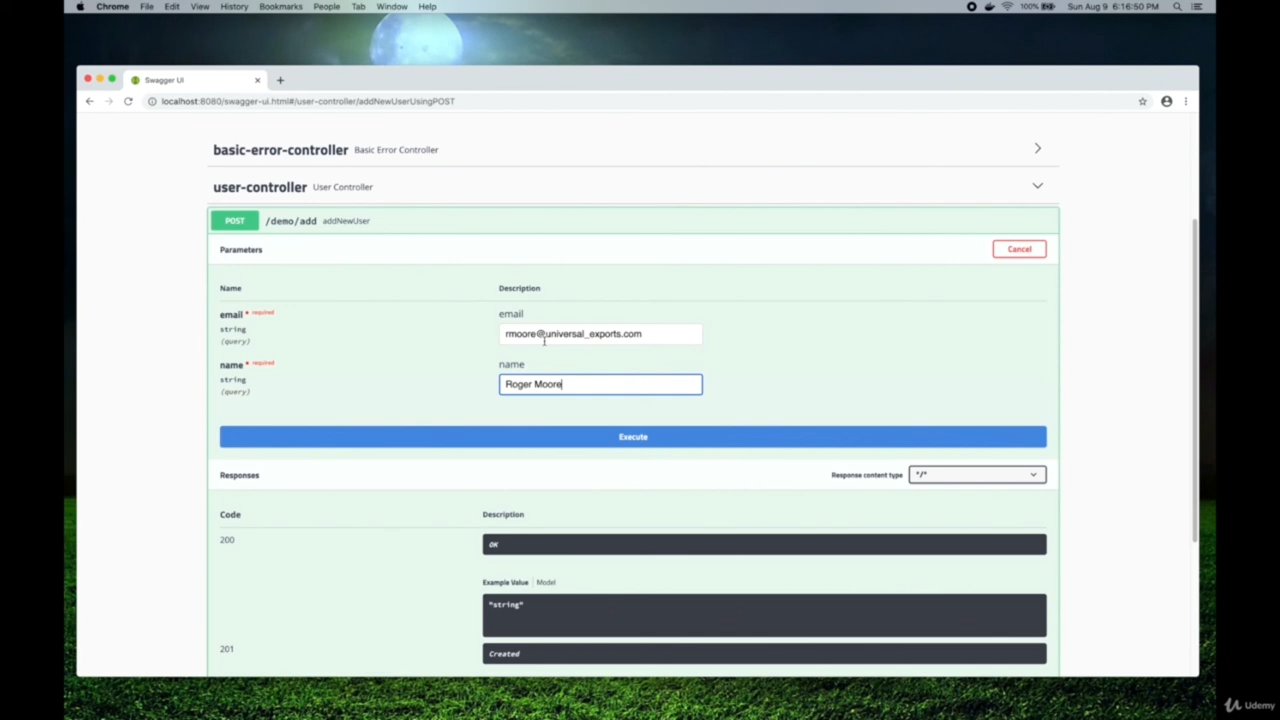 Chrome File Edit View History Bookmarks People Tab Window Help 100% Sun Aug 9 6:16:50 PM
Swagger UI
localhost:8080/swagger-ui.html#/user-controller/addNewUserUsingPOST
basic-error-controller Basic Error Controller
user-controller User Controller
POST /demo/add addNewUser
Parameters Cancel
Name Description
email * required email
string rmoore@universal_exports.com
(query)
name * required name
string Roger Moore
(query)
Execute
Responses Response content type */*
Code Description
200 OK
Example Value Model
"string"
201 Created
Udemy